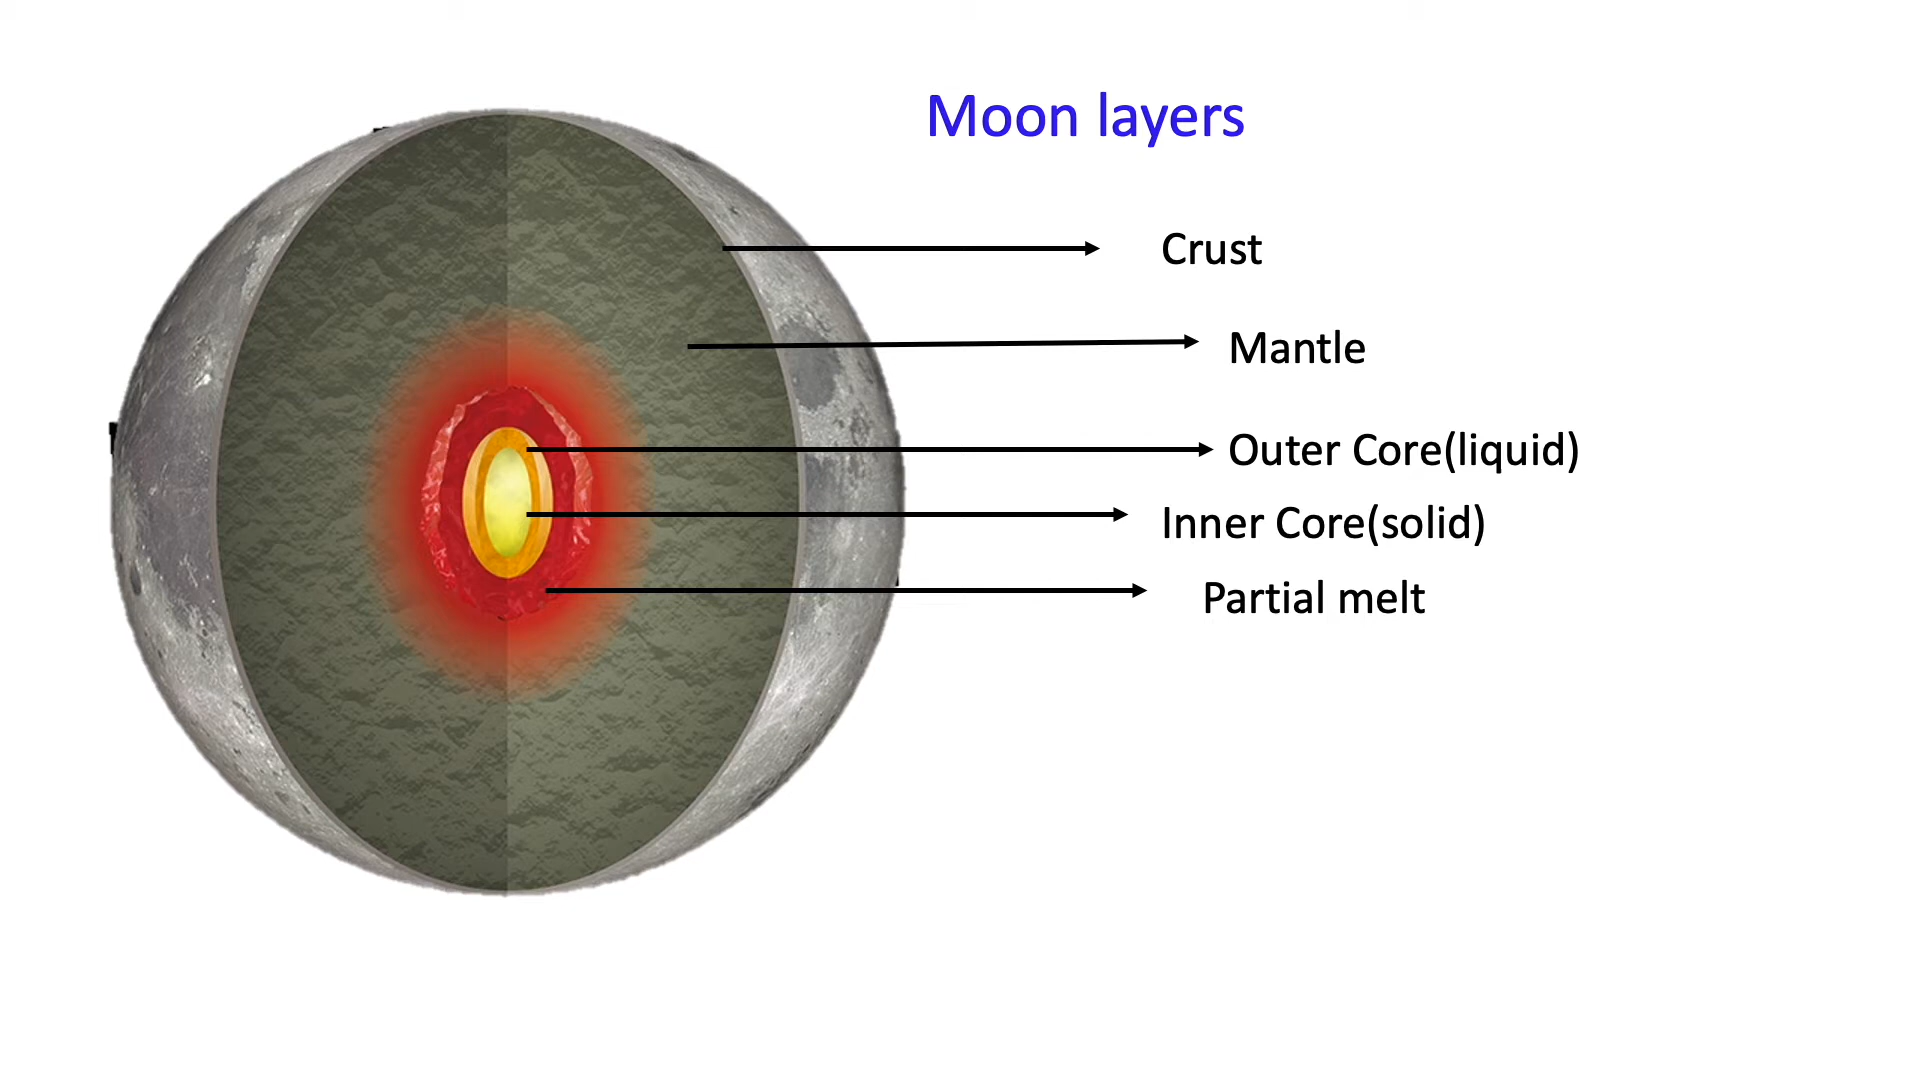 Moon layers
Crust
Mantle
Outer Core(liquid)
Inner Core(solid)
Partial melt